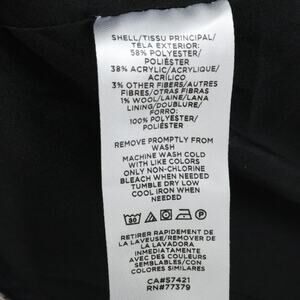 SHELL/TISSU PRINCIPAL/
TELA EXTERIOR:
58% POLYESTER/
POLIÉSTER
38% ACRYLIC/ACRYLIQUE/
ACRÍLICO
3% OTHER FIBERS/AUTRES
FIBRES/OTRAS FIBRAS
1% WOOL/LAINE/LANA
LINING/DOUBLURE/
FORRO:
100% POLYESTER/
POLIÉSTER
REMOVE PROMPTLY FROM
WASH
MACHINE WASH COLD
WITH LIKE COLORS
ONLY NON-CHLORINE
BLEACH WHEN NEEDED
TUMBLE DRY LOW
COOL IRON WHEN
NEEDED
30
P
RETIRER RAPIDEMENT DE
LA LAVEUSE/REMOVER DE
LA LAVADORA
INMEDIATAMENTE
AVEC DES COULEURS
SEMBLABLES/CON
COLORES SIMILARES
CA#57421
RN#77379